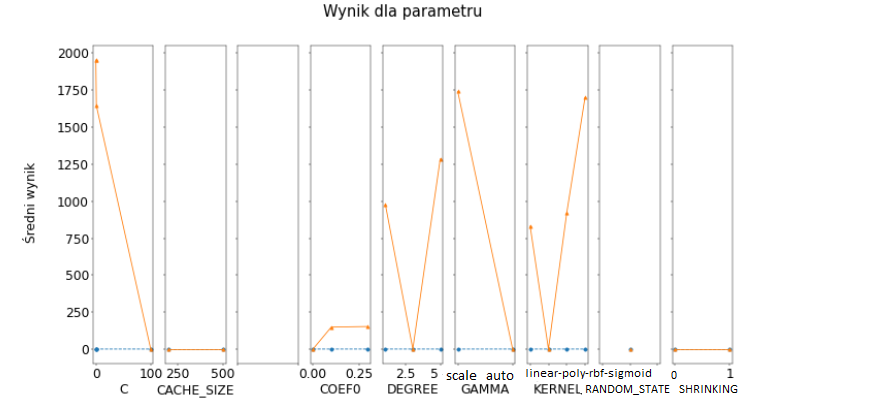 Wynik dla parametru
Średni wynik
2000
1750
1500
1250
1000
750
500
250
0
0 100 250 500 0.00 0.25 2.5 5 scale auto linear-poly-rbf-sigmoid 0 1
C CACHE_SIZE COEF0 DEGREE GAMMA KERNEL RANDOM_STATE SHRINKING